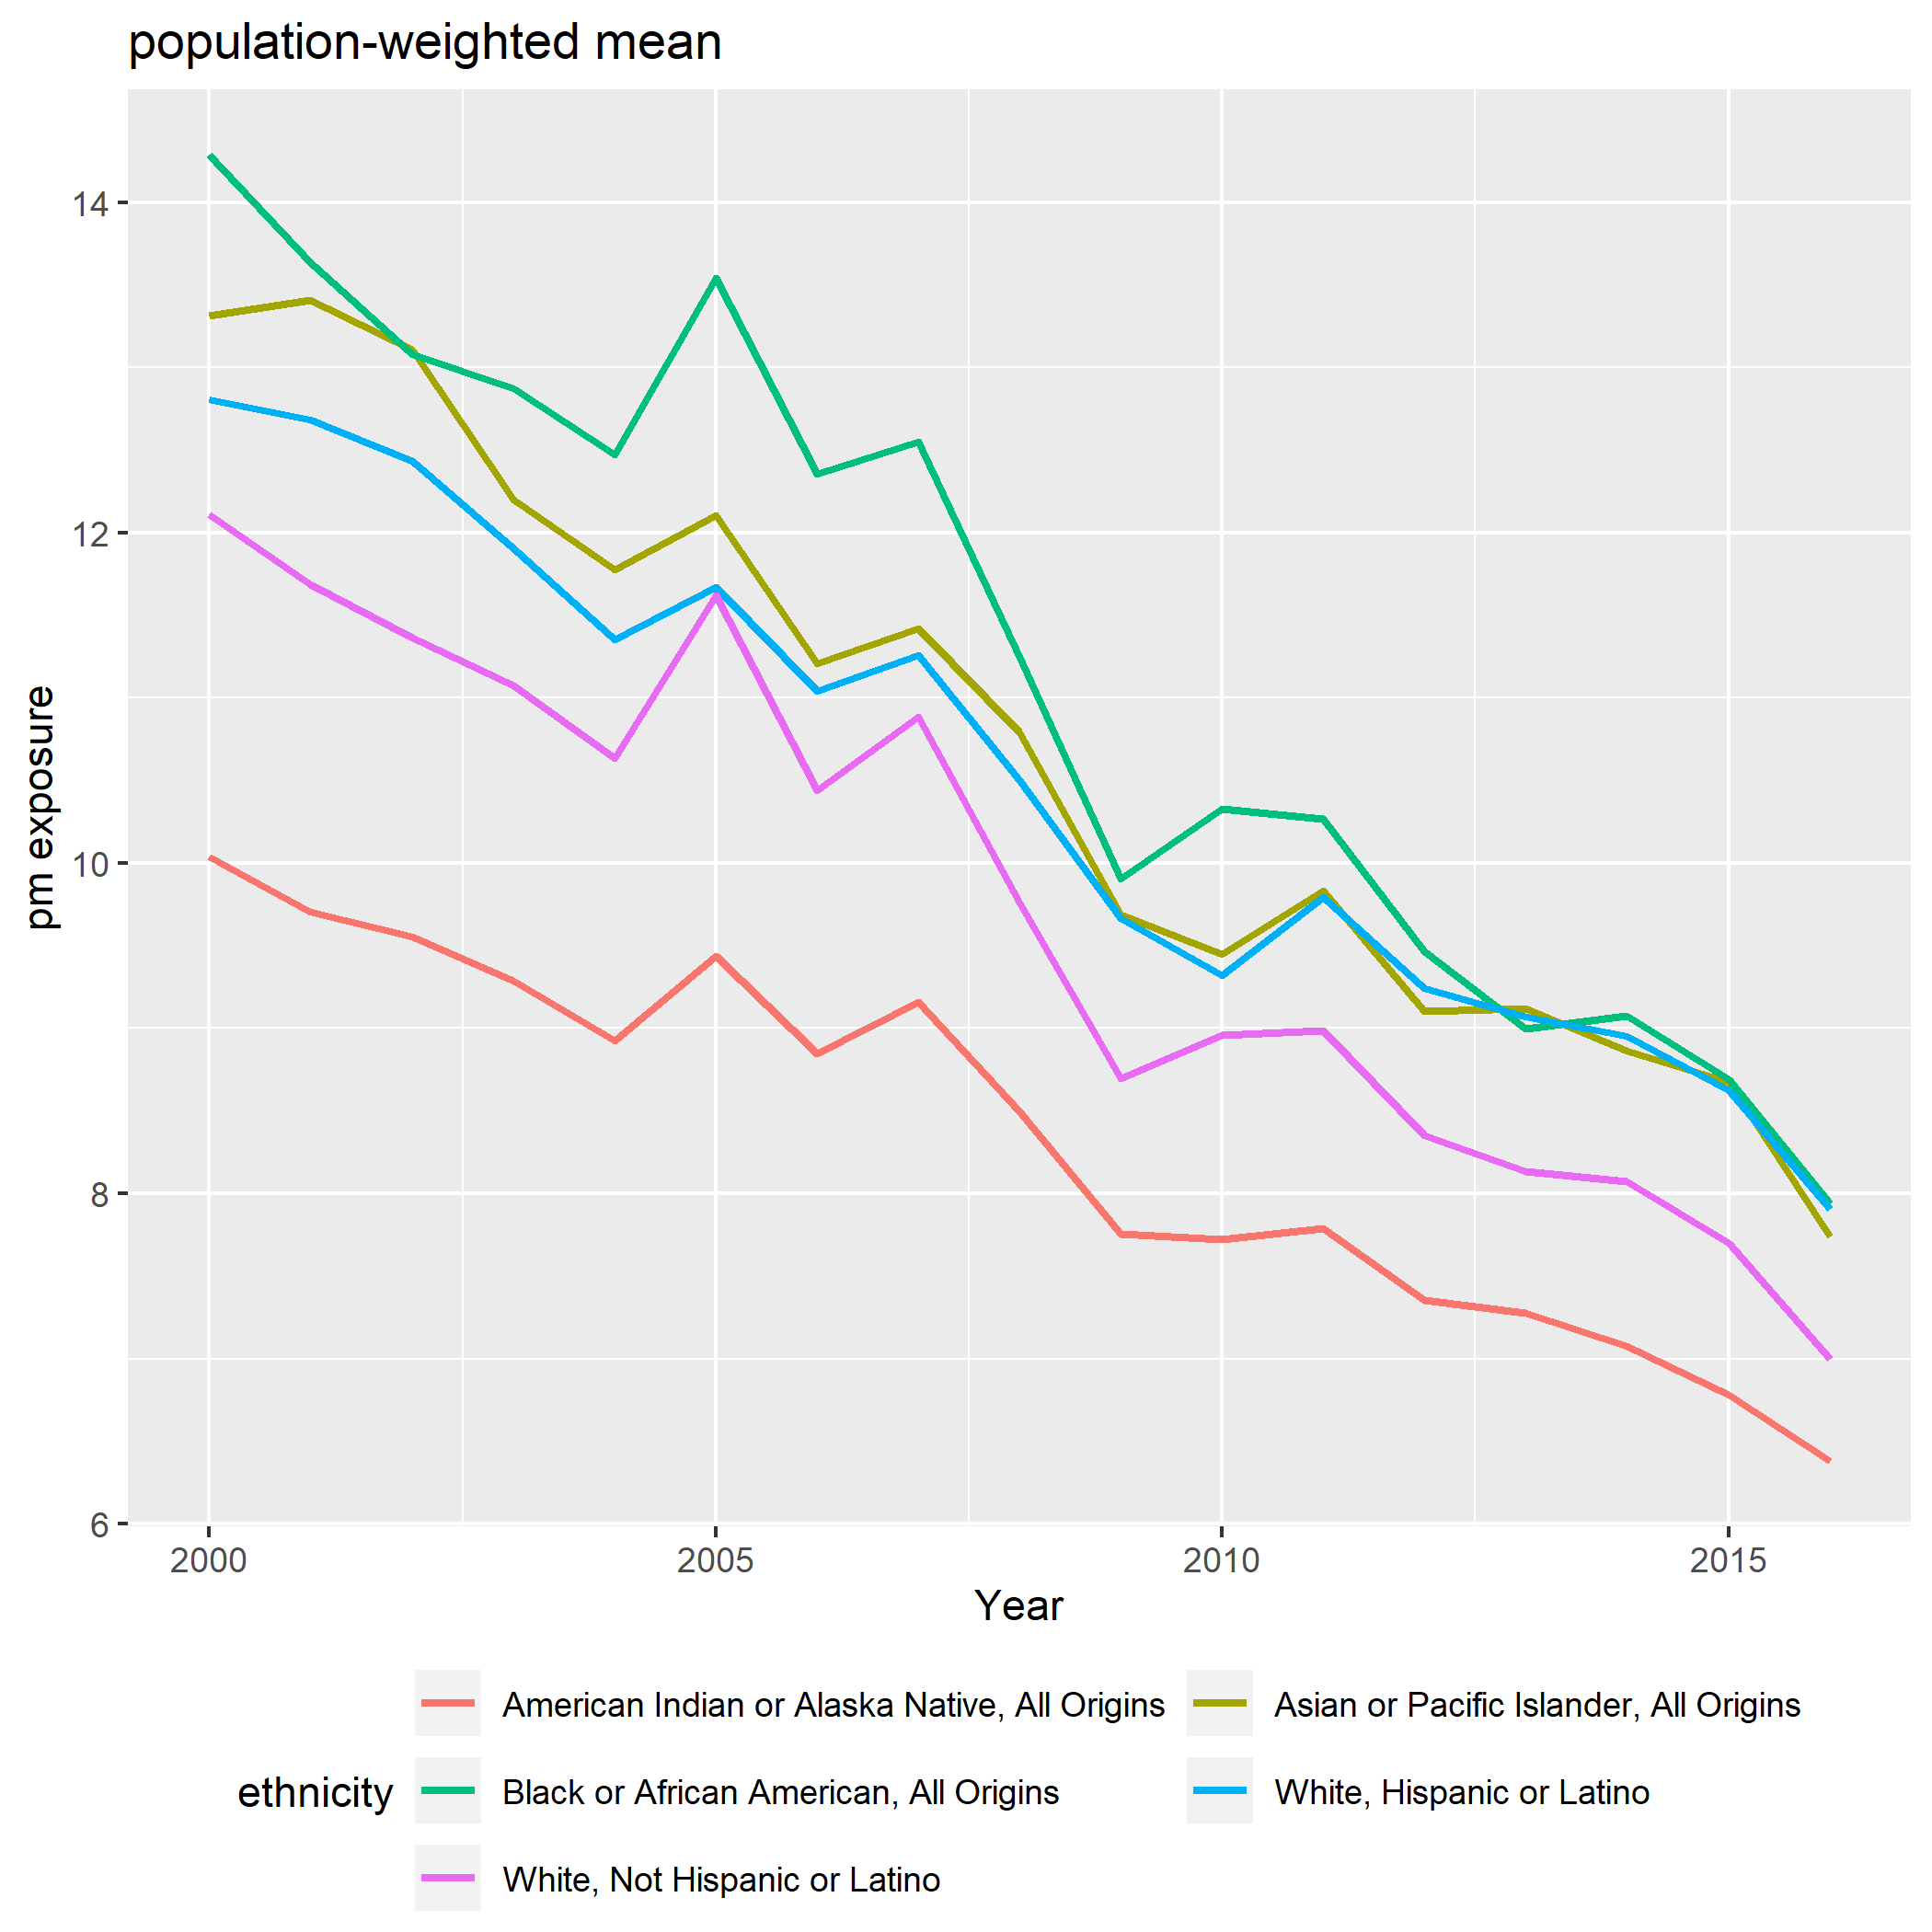 population-weighted mean
14
12
10
8
6
pm exposure
2000 2005 2010 2015
Year
ethnicity
American Indian or Alaska Native, All Origins Asian or Pacific Islander, All Origins
Black or African American, All Origins White, Hispanic or Latino
White, Not Hispanic or Latino